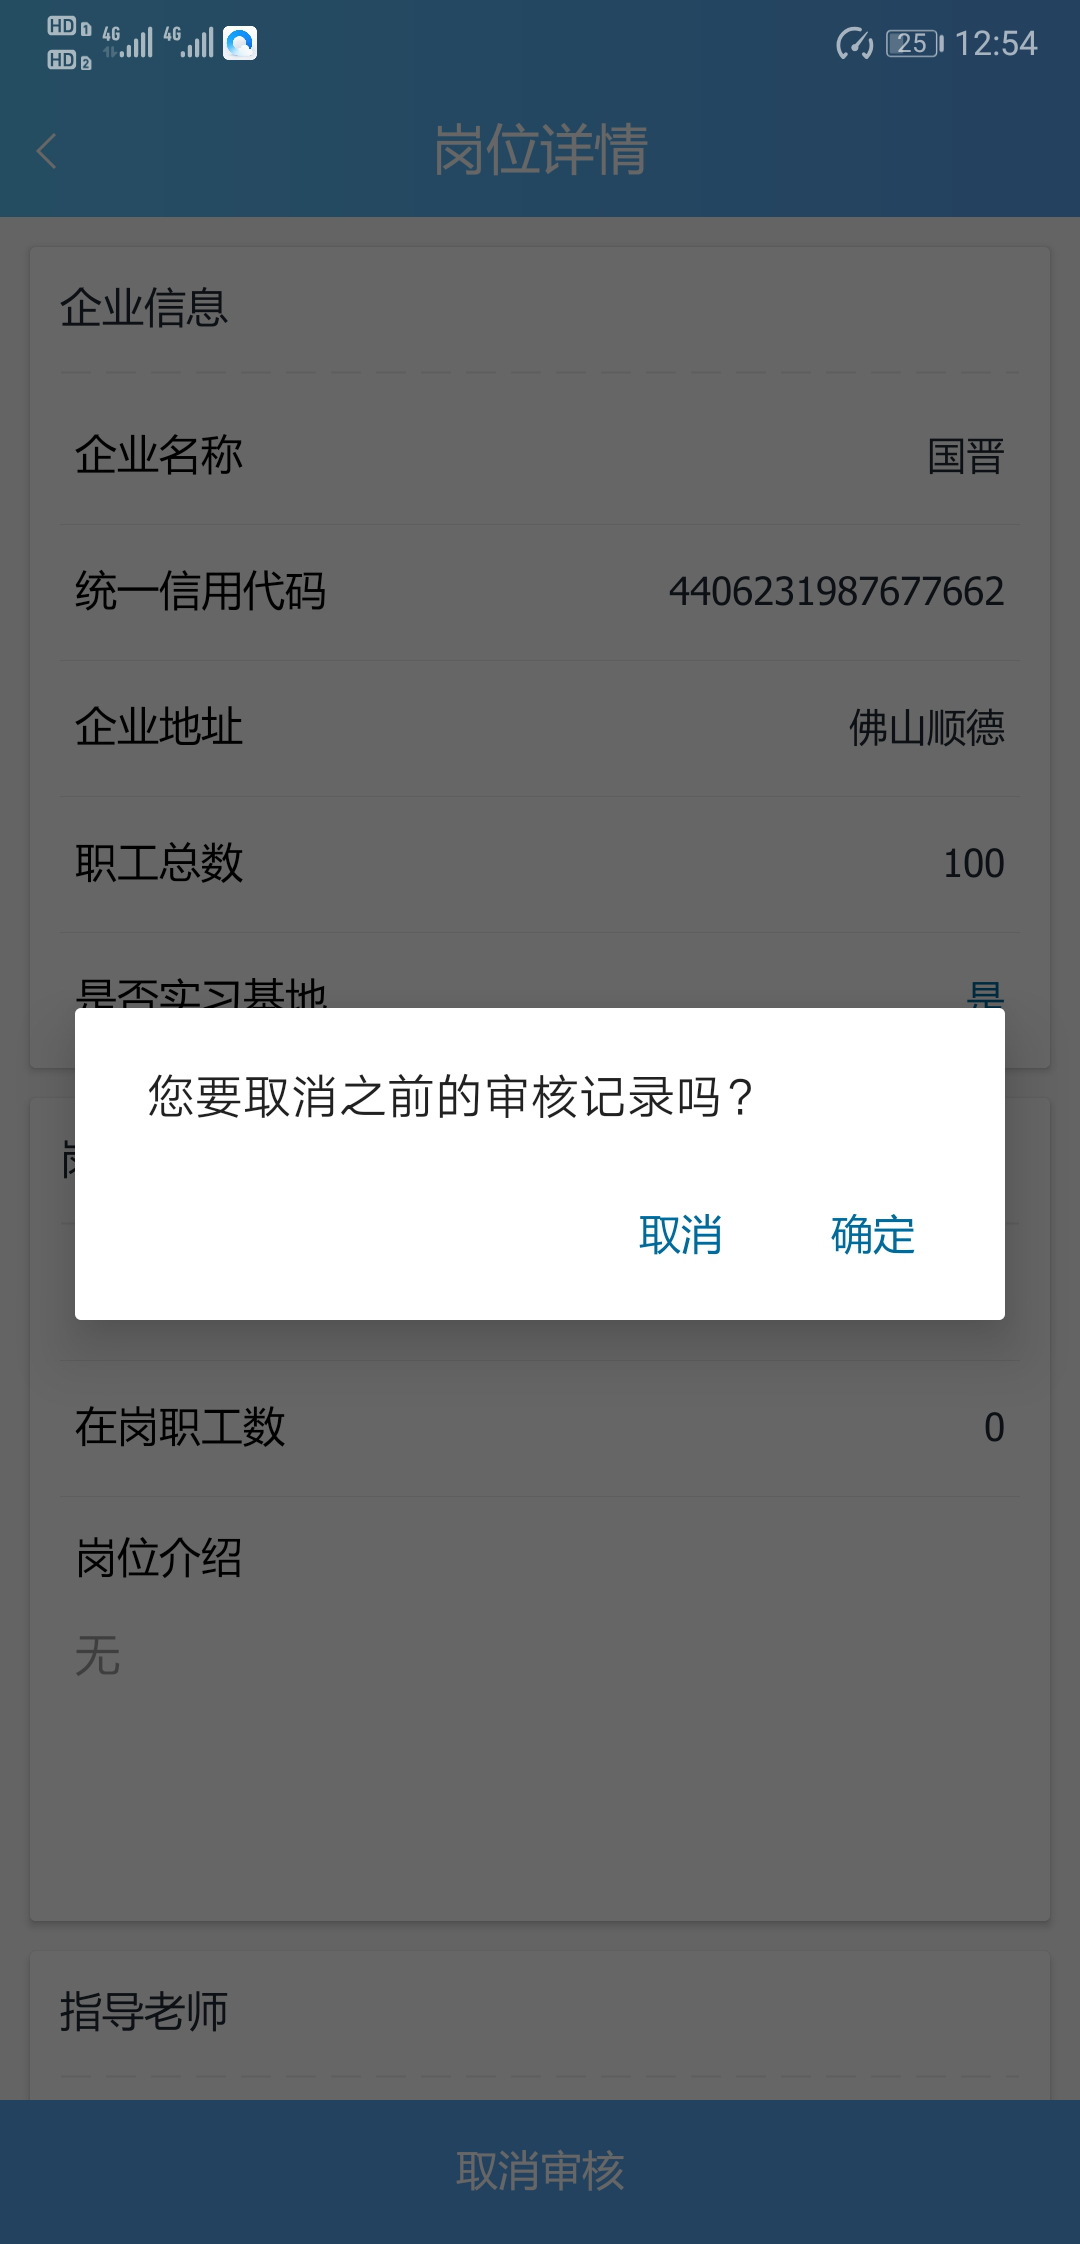 HD 1 4G 4G 25 12:54
HD 2
岗位详情
企业信息
企业名称 国晋
统一信用代码 4406231987677662
企业地址 佛山顺德
职工总数 100
是否实习基地 是
您要取消之前的审核记录吗?
取消 确定
在岗职工数 0
岗位介绍
无
指导老师
取消审核